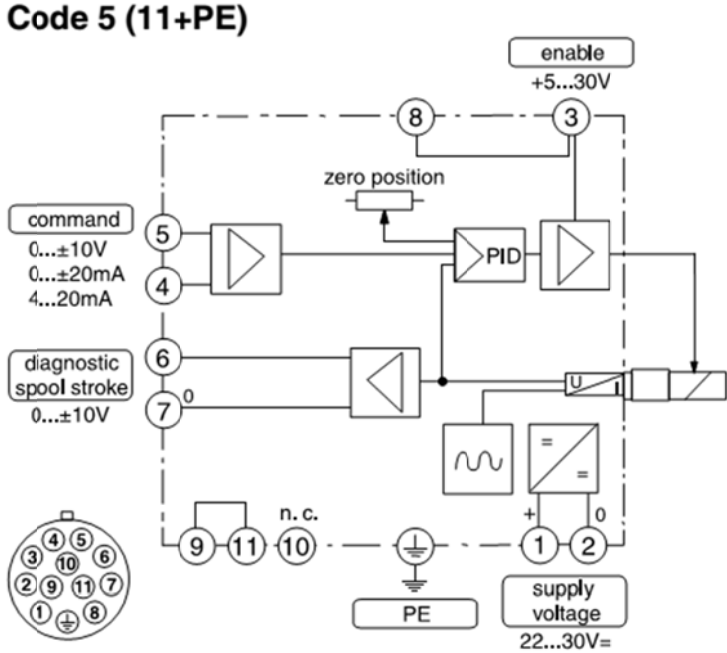 Code 5 (11+PE)
enable
+5...30V
8
3
zero position
command
0...±10V
0...±20mA
4...20mA
5
4
PID
diagnostic
spool stroke
0...±10V
6
7
0
U
L
=
=
n. c.
+
0
9
11
10
1
2
PE
supply
voltage
22...30V=
4
5
3
10
6
2
9
11
7
1
8